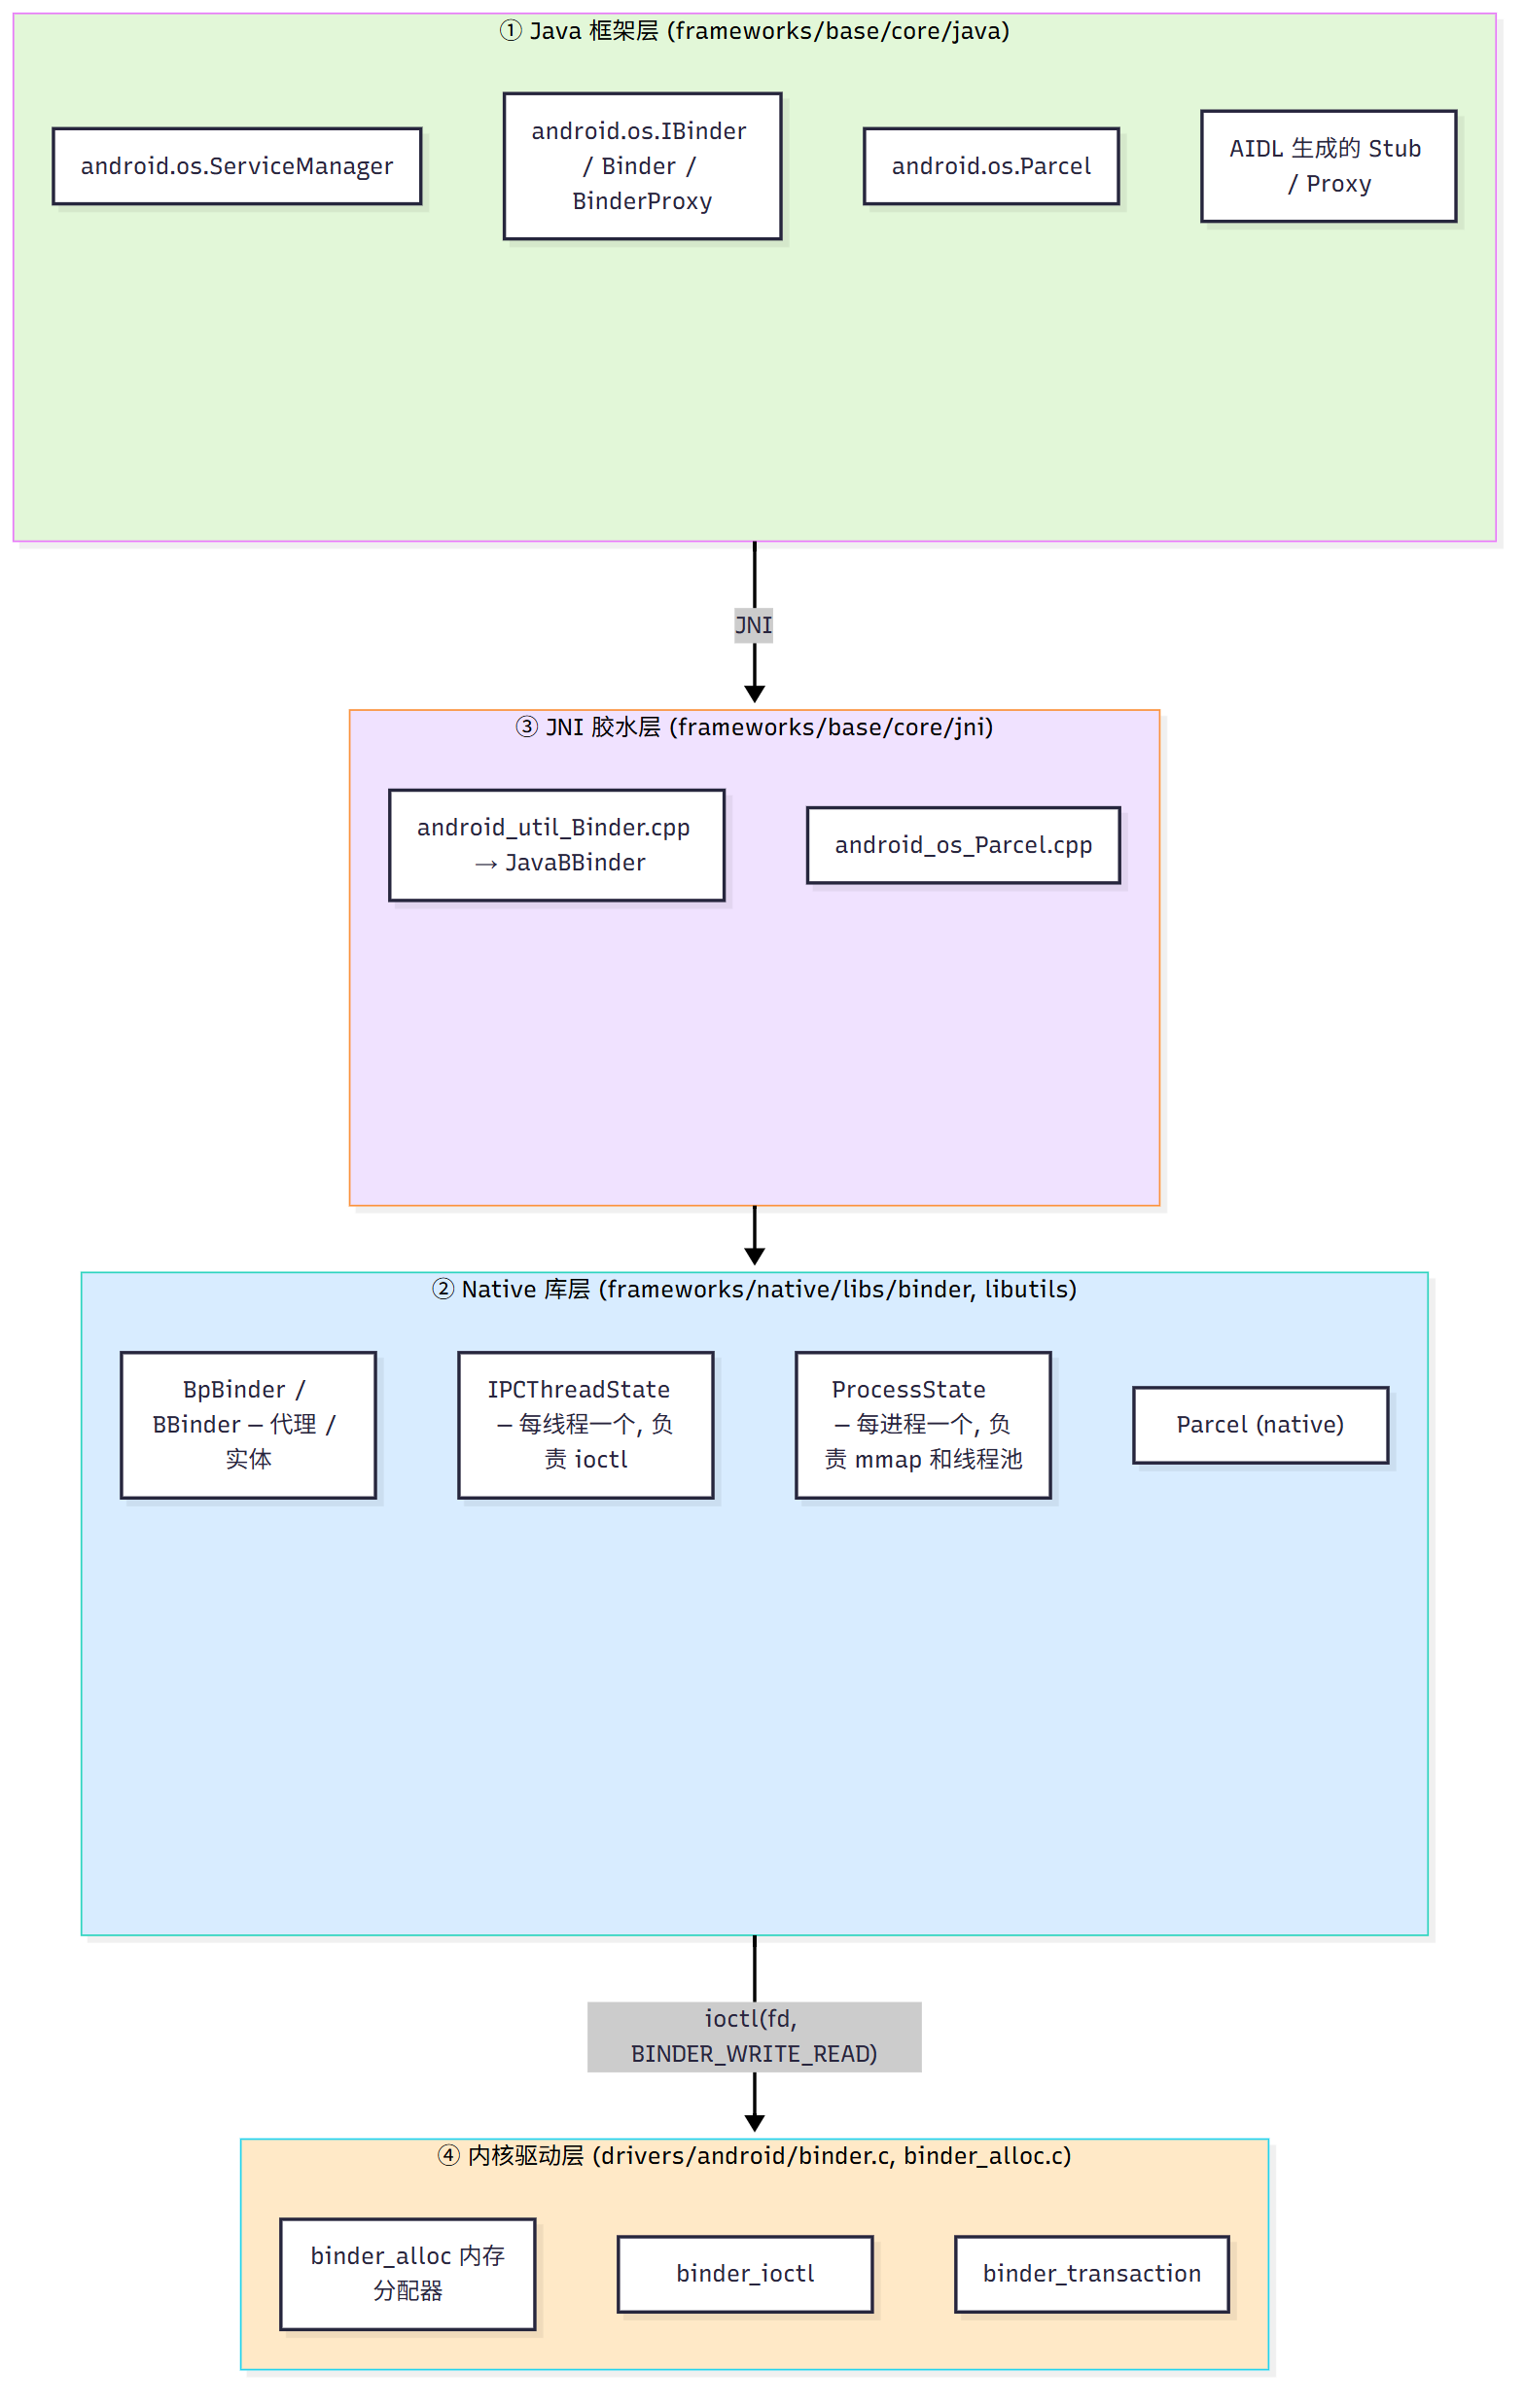 ① Java 框架层 (frameworks/base/core/java)
android.os.ServiceManager
android.os.IBinder
/ Binder /
BinderProxy
android.os.Parcel
AIDL 生成的 Stub
/ Proxy
JNI
③ JNI 胶水层 (frameworks/base/core/jni)
android_util_Binder.cpp
→ JavaBBinder
android_os_Parcel.cpp
② Native 库层 (frameworks/native/libs/binder, libutils)
BpBinder /
BBinder — 代理 /
实体
IPCThreadState
— 每线程一个, 负
责 ioctl
ProcessState
— 每进程一个, 负
责 mmap 和线程池
Parcel (native)
ioctl(fd,
BINDER_WRITE_READ)
④ 内核驱动层 (drivers/android/binder.c, binder_alloc.c)
binder_alloc 内存
分配器
binder_ioctl
binder_transaction